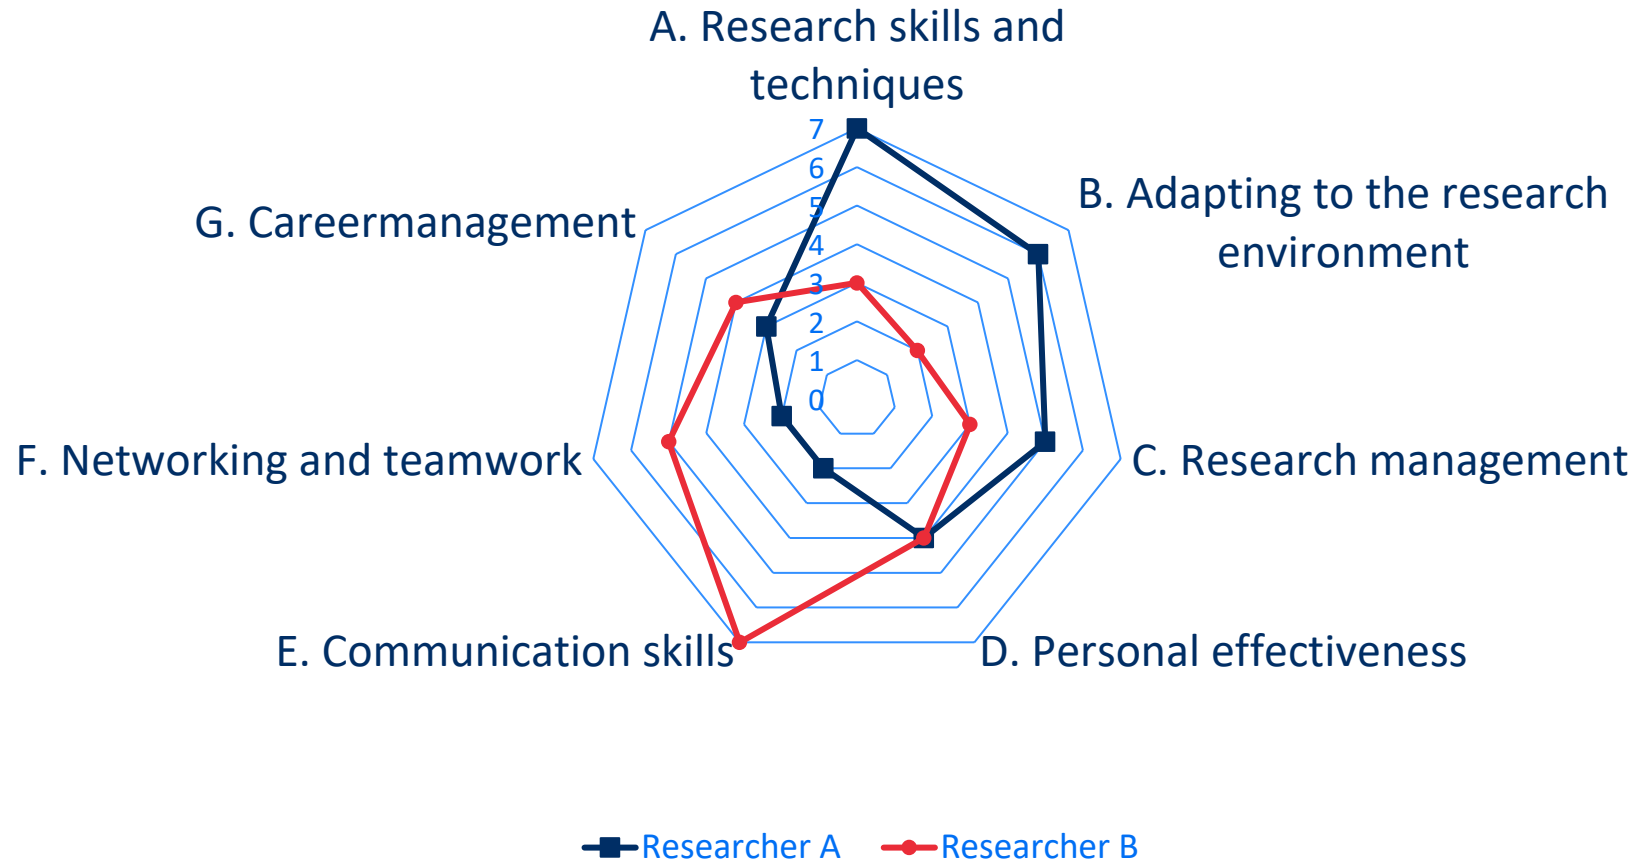 A. Research skills and
techniques
7
6
5
4
3
2
1
0
B. Adapting to the research
environment
G. Careermanagement
F. Networking and teamwork
C. Research management
E. Communication skills
D. Personal effectiveness
Researcher A
Researcher B